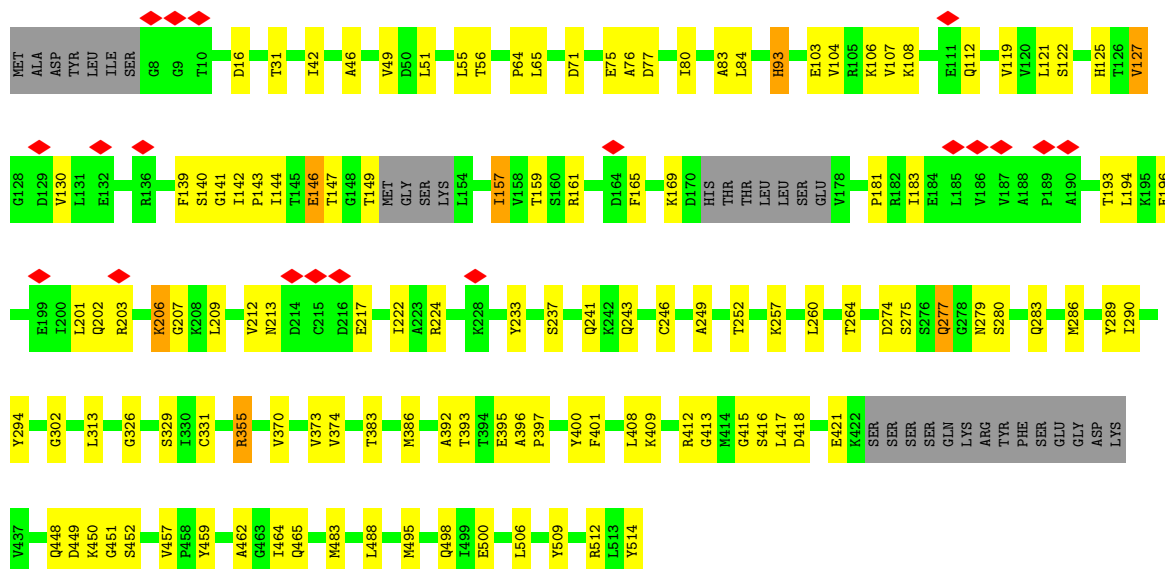 MET ALA ASP TYR LEU ILE SER G8 G9 T10 D16 T31 I42 A46 V49 D50 L51 L55 T56 P64 L65 D71 E75 A76 D77 I80 A83 L84 H93 E103 V104 R105 K106 V107 K108 E111 Q112 V119 V120 L121 S122 H125 T126 V127
G128 D129 V130 L131 E132 R136 F139 S140 G141 I142 P143 I144 T145 E146 T147 G148 T149 MET GLY SER LYS L154 I157 V158 T159 S160 R161 D164 F165 K169 D170 HIS THR THR LEU LEU SER GLU V178 P181 R182 I183 E184 L185 V186 V187 A188 P189 A190 T193 L194 K195 E196
E199 I200 L201 Q202 R203 K206 G207 K208 L209 V212 N213 D214 C215 D216 E217 I222 A223 R224 K228 Y233 S237 Q241 K242 Q243 C246 A249 T252 K257 L260 T264 D274 S275 S276 Q277 G278 N279 S280 Q283 M286 Y289 I290
Y294 G302 L313 G326 S329 I330 C331 R355 V370 V373 V374 T383 M386 A392 T393 T394 E395 A396 P397 Y400 F401 L408 K409 R412 G413 M414 G415 S416 L417 D418 E421 K422 SER SER SER SER GLN LYS ARG TYR PHE SER GLU GLY ASP LYS
V437 Q448 D449 K450 G451 S452 V457 P458 Y459 A462 G463 I464 Q465 M483 L488 M495 Q498 I499 E500 L506 Y509 R512 L513 Y514